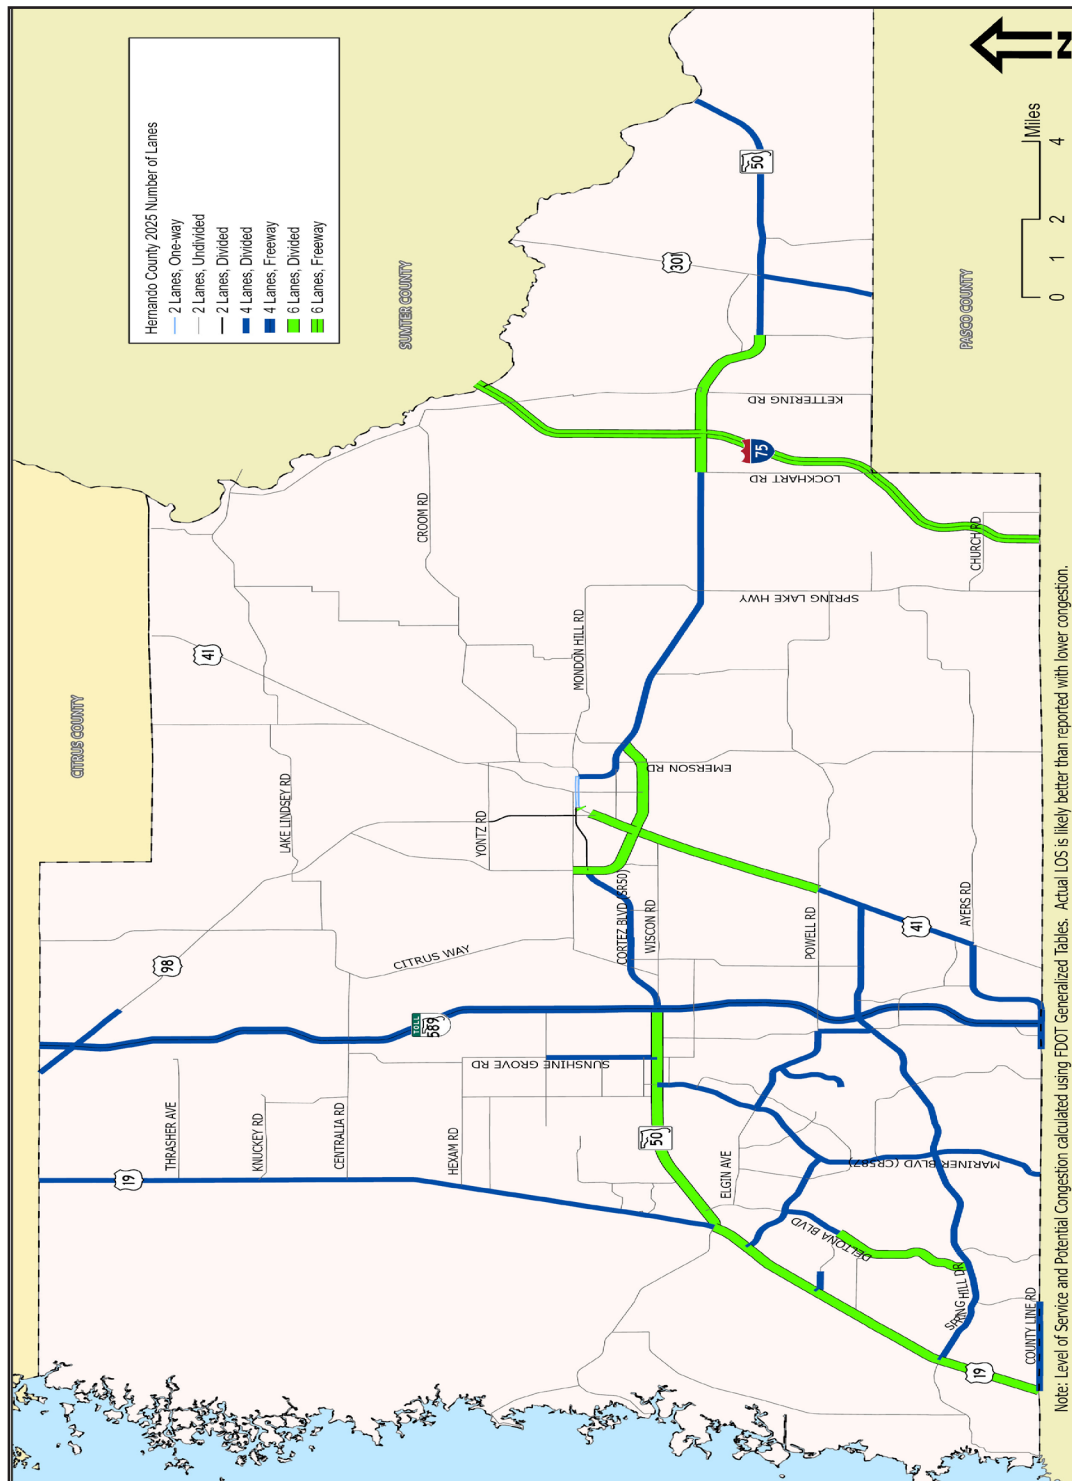 Hernando County 2025 Number of Lanes
2 Lanes, One-way
2 Lanes, Undivided
2 Lanes, Divided
4 Lanes, Divided
4 Lanes, Freeway
6 Lanes, Divided
6 Lanes, Freeway
CITRUS COUNTY
SUMTER COUNTY
PASCO COUNTY
N
0 1 2 4
Miles
19
98
TOLL
589
41
301
50
50
75
41
19
THRASHER AVE
KNUCKEY RD
CENTRALIA RD
HEXAM RD
SUNSHINE GROVE RD
CITRUS WAY
LAKE LINDSEY RD
YONTZ RD
CROOM RD
MONDON HILL RD
EMERSON RD
CORTEZ BLVD (SR50)
WISCON RD
POWELL RD
AYERS RD
SPRING LAKE HWY
LOCKHART RD
KETTERING RD
CHURCH RD
ELGIN AVE
DELTONA BLVD
MARINER BLVD (CR587)
SPRING HILL DR
COUNTY LINE RD
Note: Level of Service and Potential Congestion calculated using FDOT Generalized Tables. Actual LOS is likely better than reported with lower congestion.